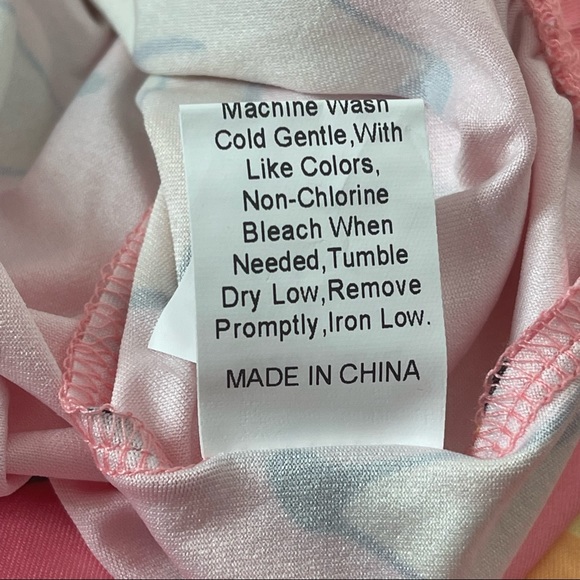 Machine Wash
Cold Gentle,With
Like Colors,
Non-Chlorine
Bleach When
Needed,Tumble
Dry Low,Remove
Promptly,Iron Low.
MADE IN CHINA